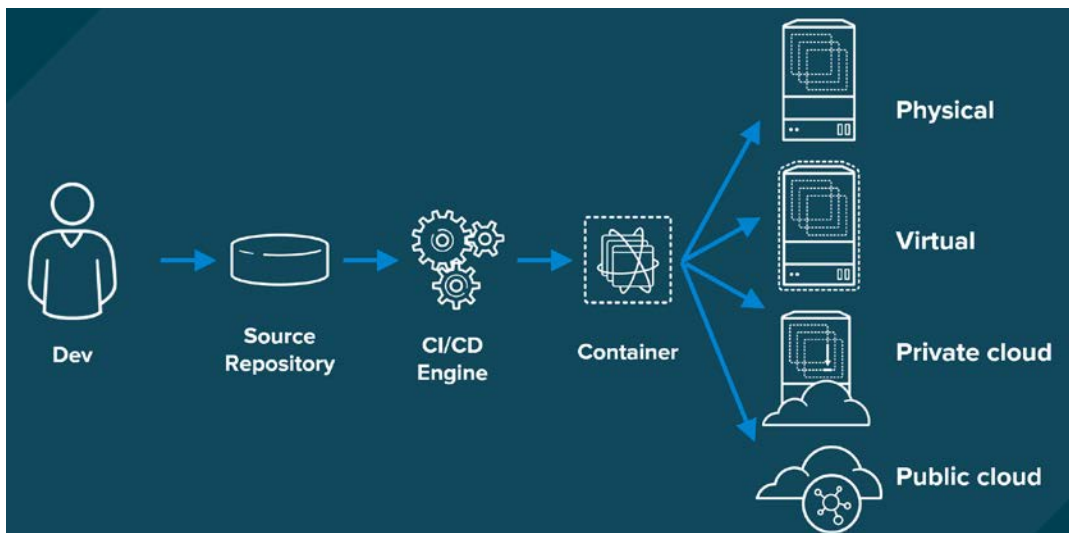 Dev
Source
Repository
CI/CD
Engine
Container
Physical
Virtual
Private cloud
Public cloud